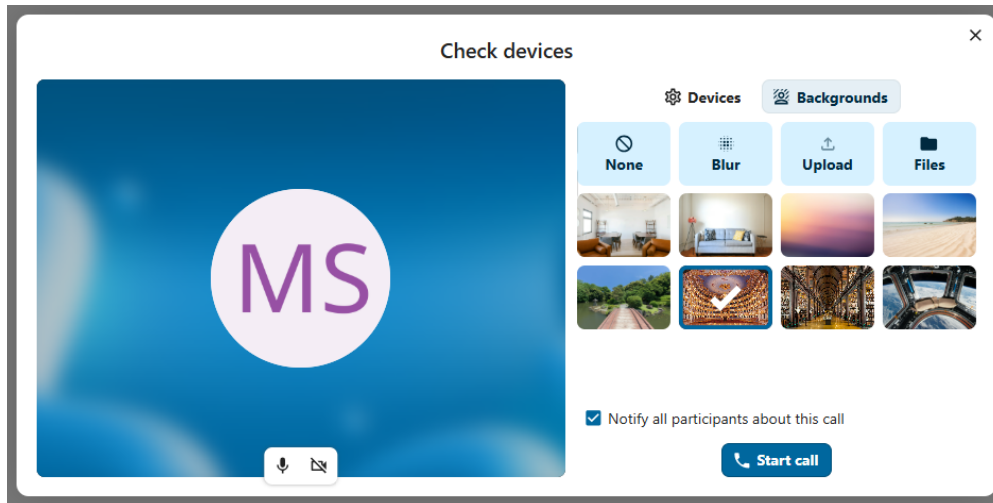 Check devices
MS
Devices
Backgrounds
None
Blur
Upload
Files
Notify all participants about this call
Start call